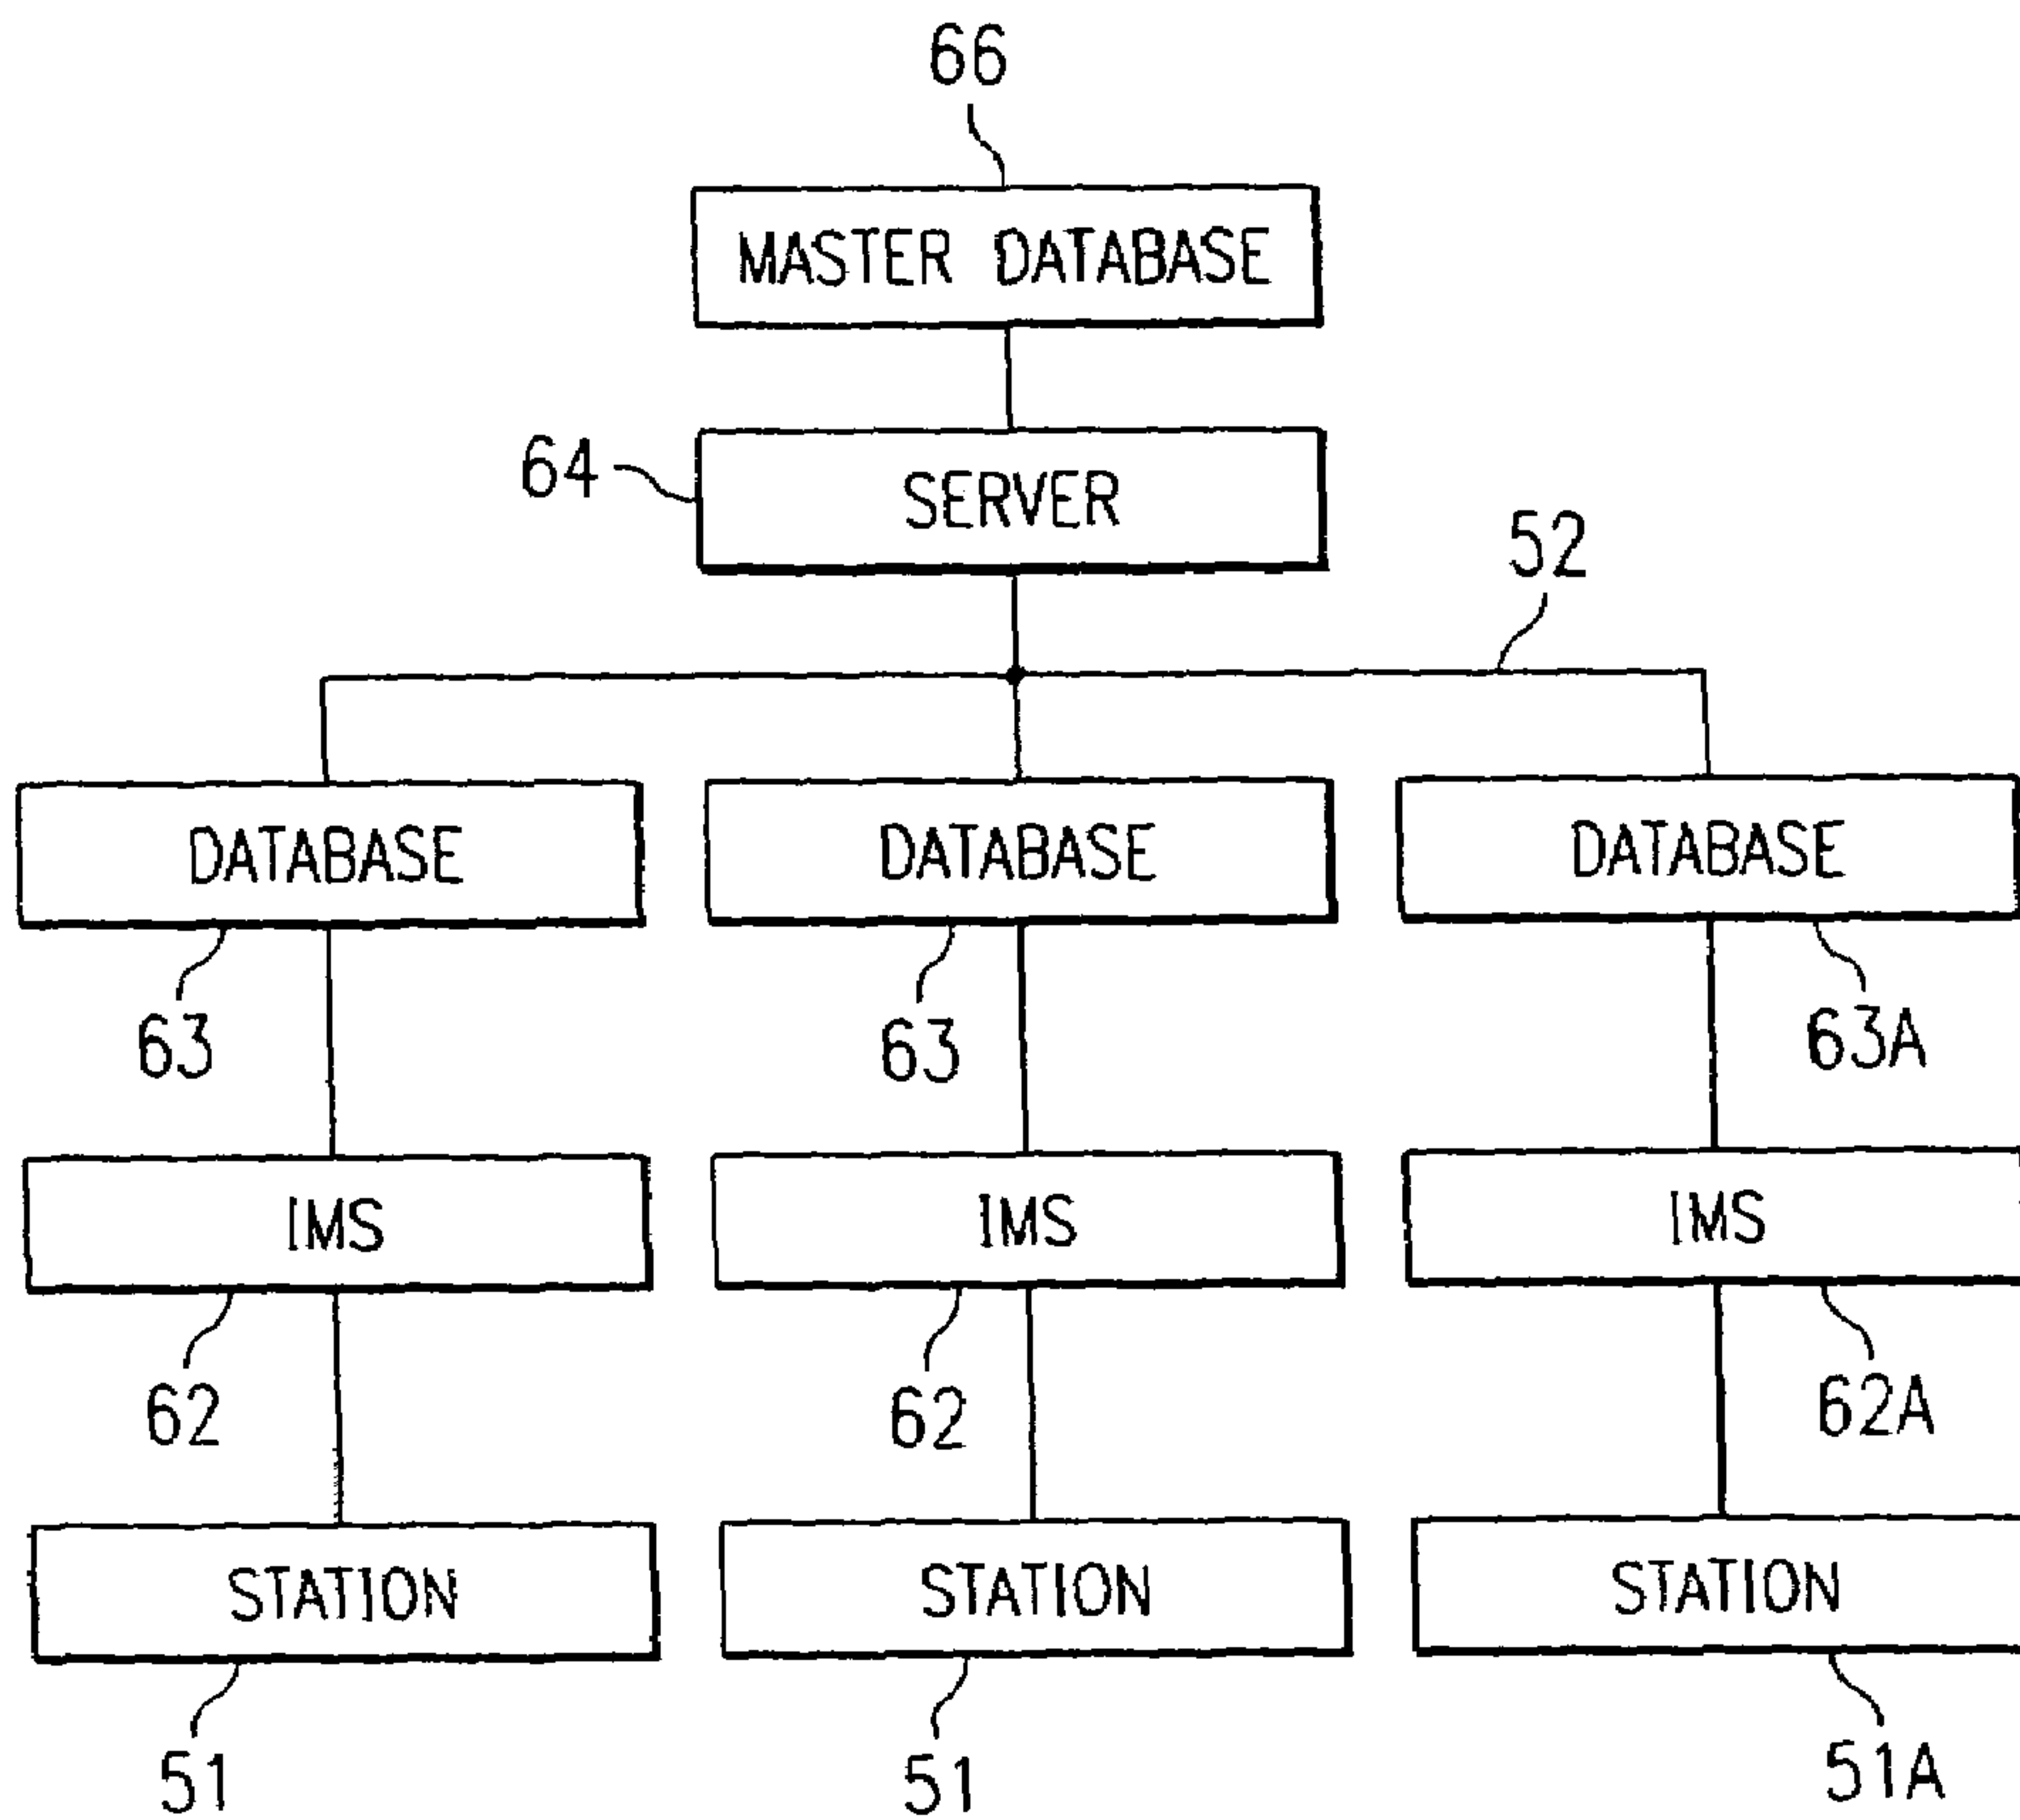 66
MASTER DATABASE
64
SERVER
52
DATABASE
DATABASE
DATABASE
63
63
63A
IMS
IMS
IMS
62
62
62A
STATION
STATION
STATION
51
51
51A